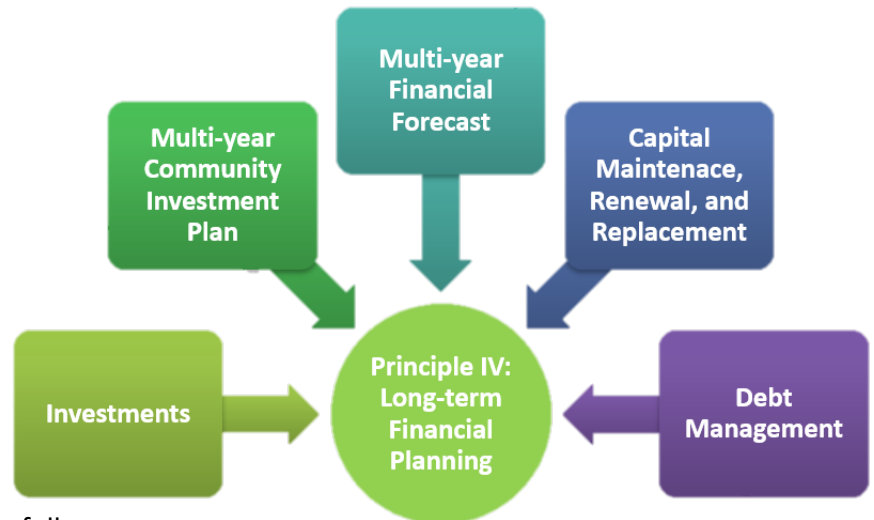 Multi-year
Financial
Forecast
Multi-year
Community
Investment
Plan
Capital
Maintenace,
Renewal, and
Replacement
Investments
Principle IV:
Long-term
Financial
Planning
Debt
Management